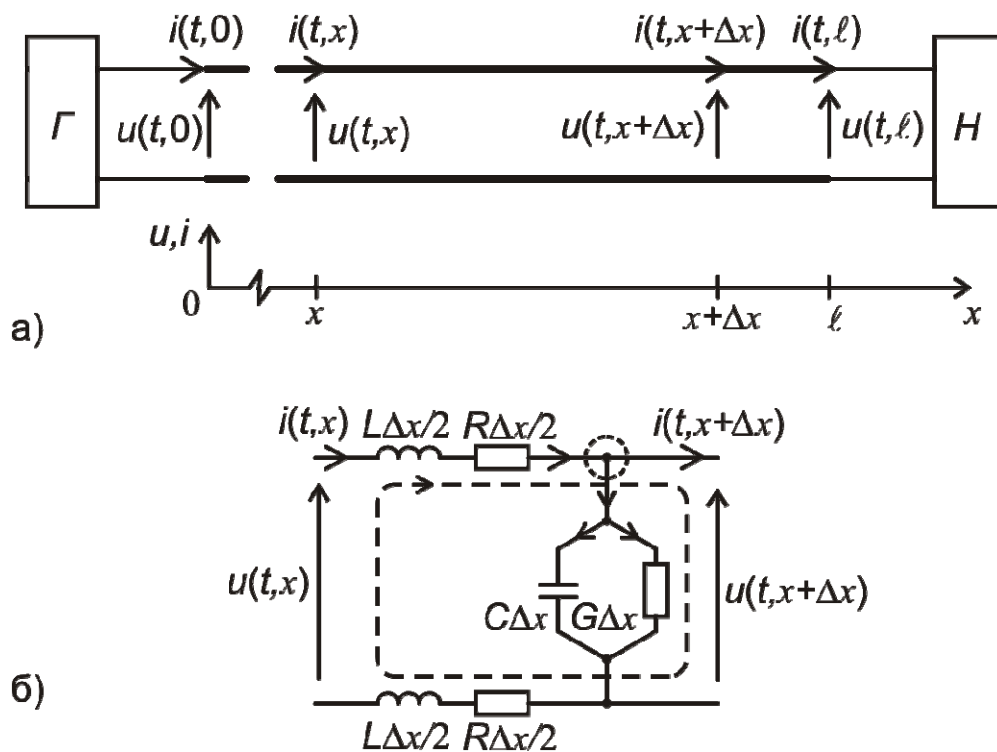 i(t,0) i(t,x) i(t,x+Δx) i(t,ℓ)
Г u(t,0) u(t,x) u(t,x+Δx) u(t,ℓ) Н
u,i
0 x x+Δx ℓ x
а)
i(t,x) LΔx/2 RΔx/2 i(t,x+Δx)
u(t,x) CΔx GΔx u(t,x+Δx)
б)
LΔx/2 RΔx/2